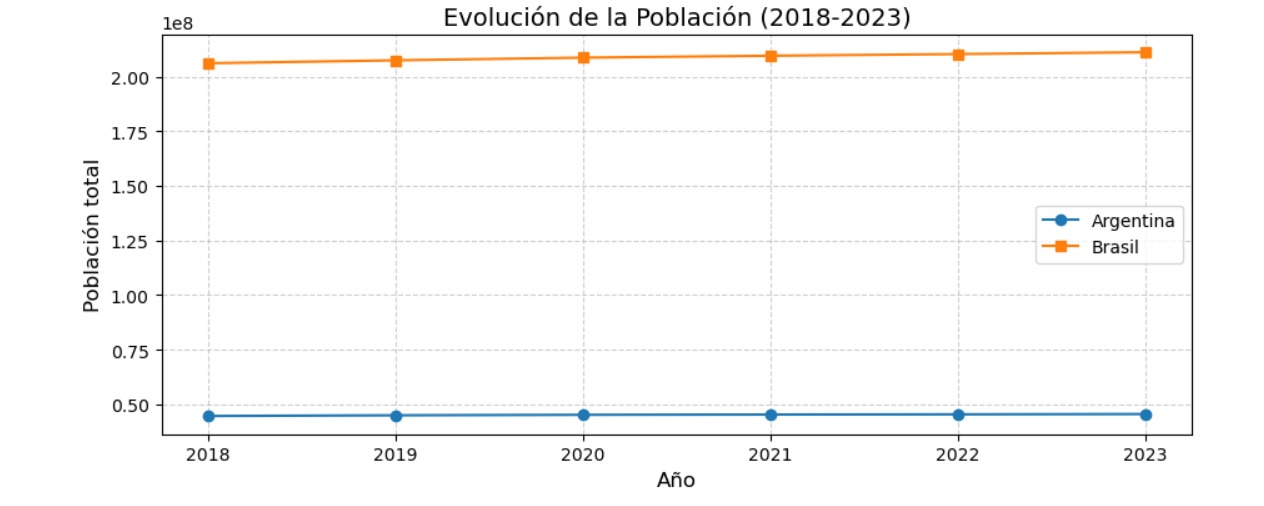 Evolución de la Población (2018-2023)
1e8
2.00
1.75
1.50
1.25
1.00
0.75
0.50
Población total
Argentina
Brasil
2018 2019 2020 2021 2022 2023
Año